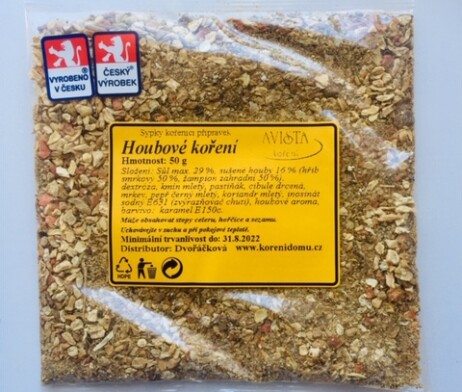 VYROBENO
V ČESKU
ČESKÝ
VÝROBEK
Sypký kořenicí přípravek
AVISTA
koření
Houbové koření
Hmotnost: 50 g
Složení: Sůl max. 29 %, sušené houby 16 % (hřib
smrkový 50 %, žampion zahradní 50 %),
dextróza, kmín mletý, pastiňák, cibule drcená,
mrkev, pepř černý mletý, koriandr mletý, glutamát
sodný E631 (zvýrazňovač chuti), houbové aroma,
barvivo: karamel E150c.
Může obsahovat stopy celeru, hořčice a sezamu.
Uchovávejte v suchu a při pokojové teplotě.
Minimální trvanlivost do: 31.8.2022
Distributor: Dvořáčková www.korenidomu.cz
HDPE